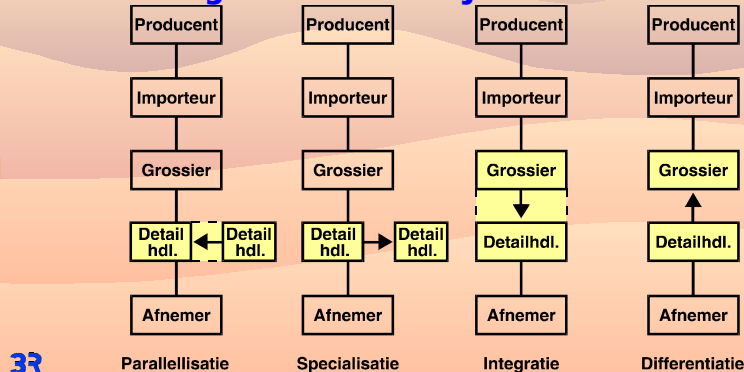 Producent Producent Producent Producent
Importeur Importeur Importeur Importeur
Grossier Grossier Grossier Grossier
Detail hdl. Detail hdl. Detail hdl. Detail hdl. Detailhdl. Detailhdl.
Afnemer Afnemer Afnemer Afnemer
Parallellisatie Specialisatie Integratie Differentiatie